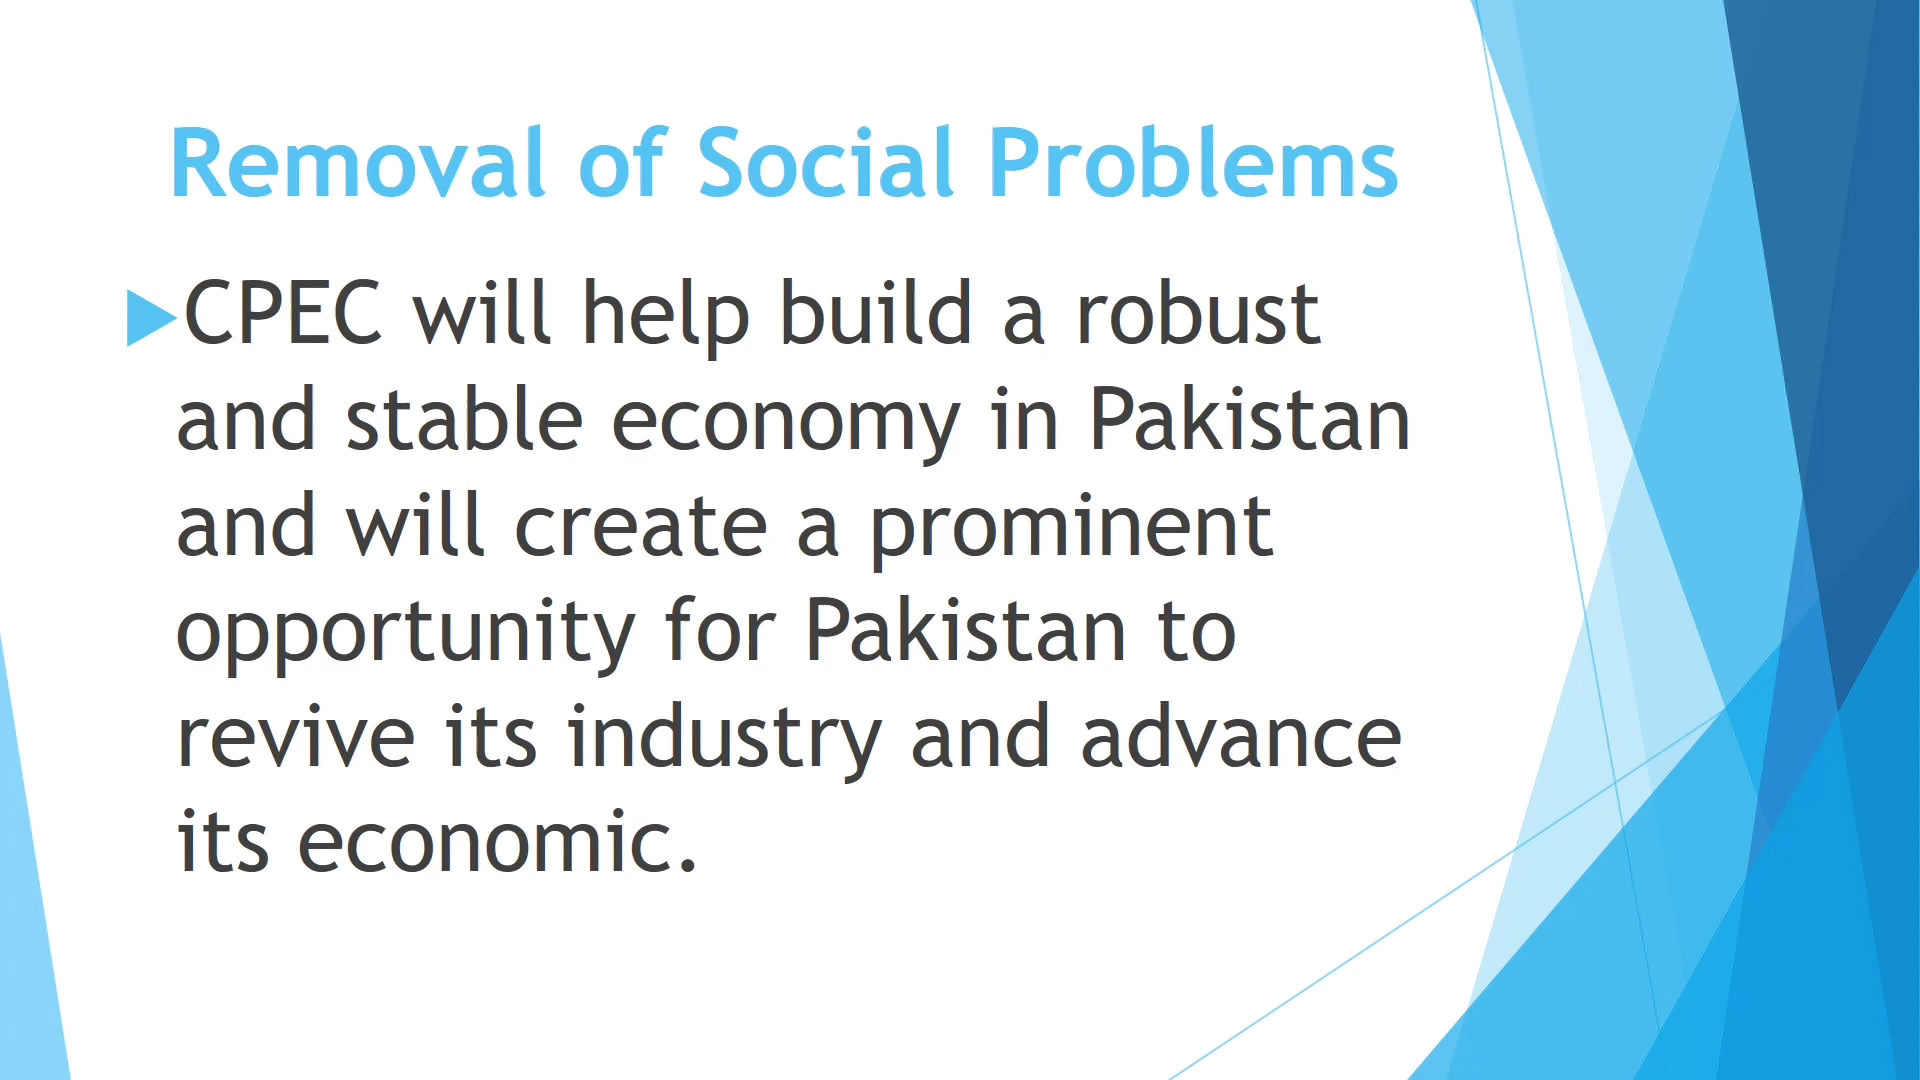 Removal of Social Problems
CPEC will help build a robust
and stable economy in Pakistan
and will create a prominent
opportunity for Pakistan to
revive its industry and advance
its economic.